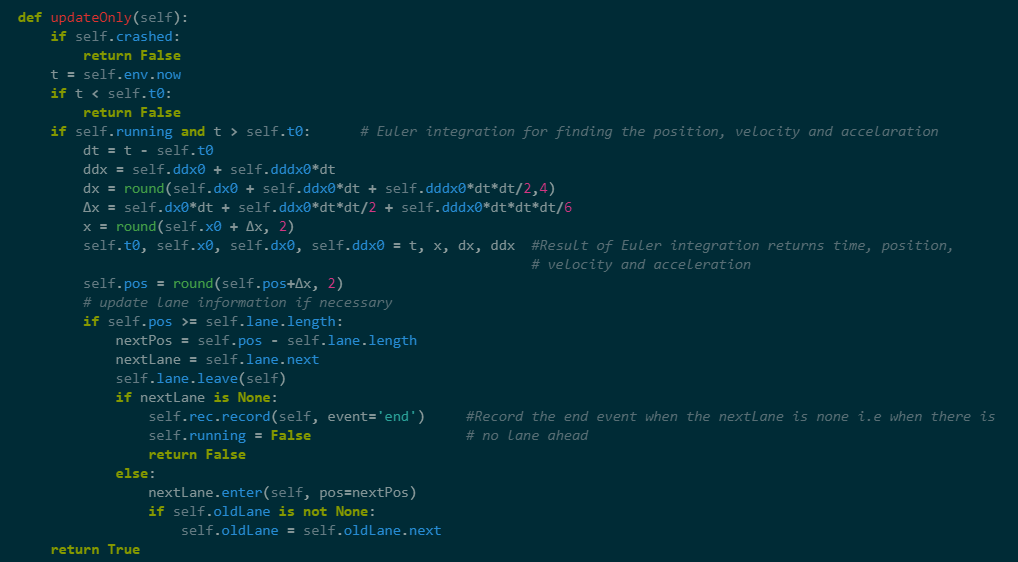 def updateOnly(self):
    if self.crashed:
        return False
    t = self.env.now
    if t < self.t0:
        return False
    if self.running and t > self.t0:      # Euler integration for finding the position, velocity and accelaration
        dt = t - self.t0
        ddx = self.ddx0 + self.dddx0*dt
        dx = round(self.dx0 + self.ddx0*dt + self.dddx0*dt*dt/2,4)
        Δx = self.dx0*dt + self.ddx0*dt*dt/2 + self.dddx0*dt*dt*dt/6
        x = round(self.x0 + Δx, 2)
        self.t0, self.x0, self.dx0, self.ddx0 = t, x, dx, ddx  #Result of Euler integration returns time, position,
                                                               # velocity and acceleration
        self.pos = round(self.pos+Δx, 2)
        # update lane information if necessary
        if self.pos >= self.lane.length:
            nextPos = self.pos - self.lane.length
            nextLane = self.lane.next
            self.lane.leave(self)
            if nextLane is None:
                self.rec.record(self, event='end')     #Record the end event when the nextLane is none i.e when there is
                self.running = False                   # no lane ahead
                return False
            else:
                nextLane.enter(self, pos=nextPos)
                if self.oldLane is not None:
                    self.oldLane = self.oldLane.next
    return True